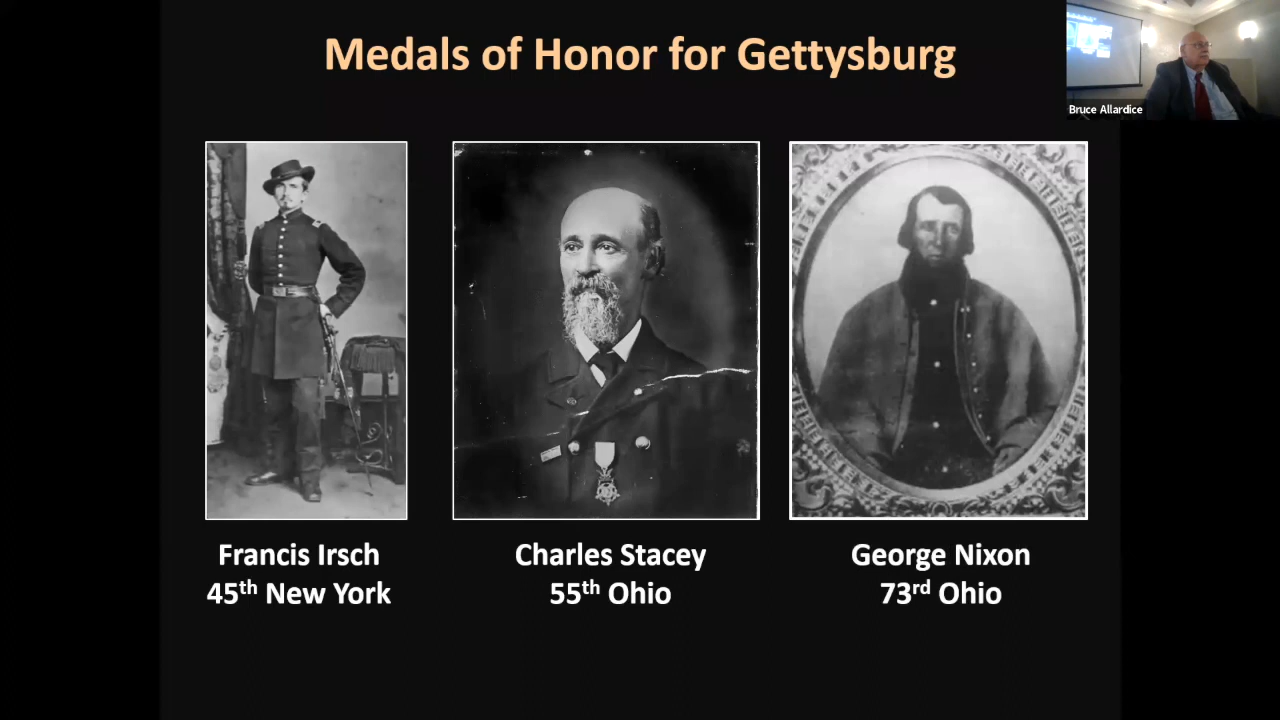 Medals of Honor for Gettysburg
Bruce Allardice
Francis Irsch
45th New York
Charles Stacey
55th Ohio
George Nixon
73rd Ohio